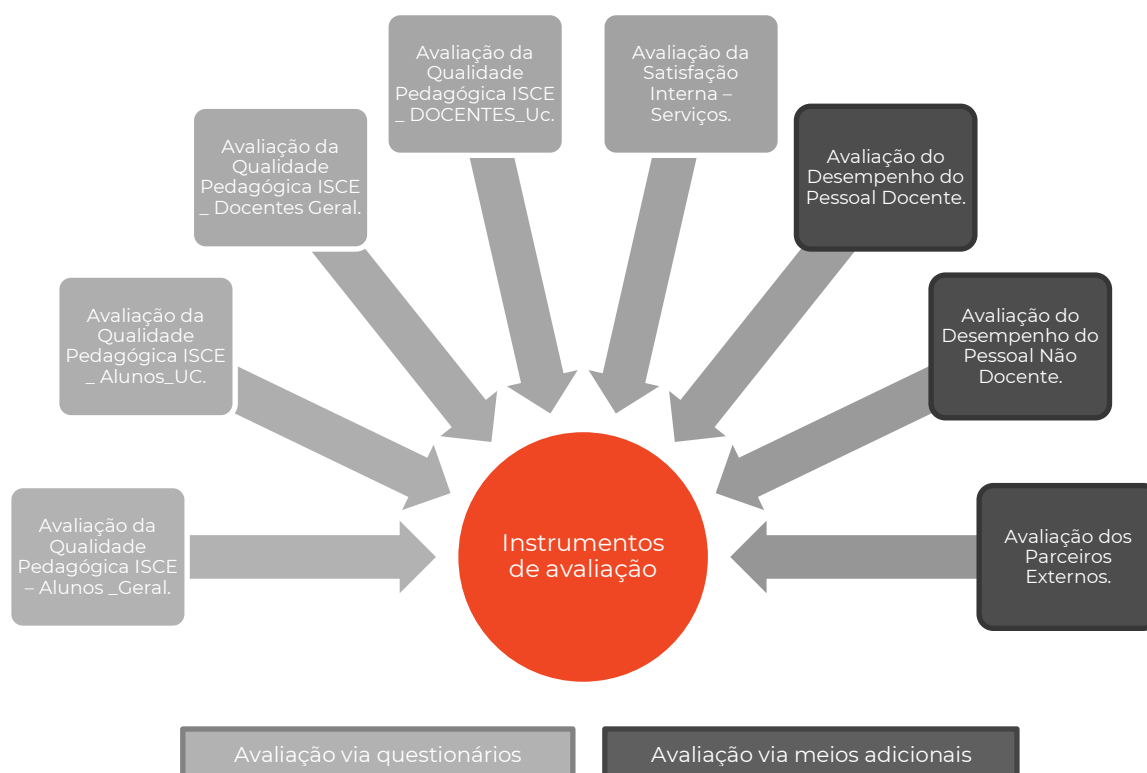 Avaliação da
Qualidade
Pedagógica ISCE
_ DOCENTES_Uc.
Avaliação da
Satisfação
Interna –
Serviços.
Avaliação da
Qualidade
Pedagógica ISCE
_ Docentes Geral.
Avaliação do
Desempenho do
Pessoal Docente.
Avaliação da
Qualidade
Pedagógica ISCE
_ Alunos_UC.
Avaliação do
Desempenho do
Pessoal Não
Docente.
Avaliação da
Qualidade
Pedagógica ISCE
– Alunos _Geral.
Instrumentos
de avaliação
Avaliação dos
Parceiros
Externos.
Avaliação via questionários
Avaliação via meios adicionais